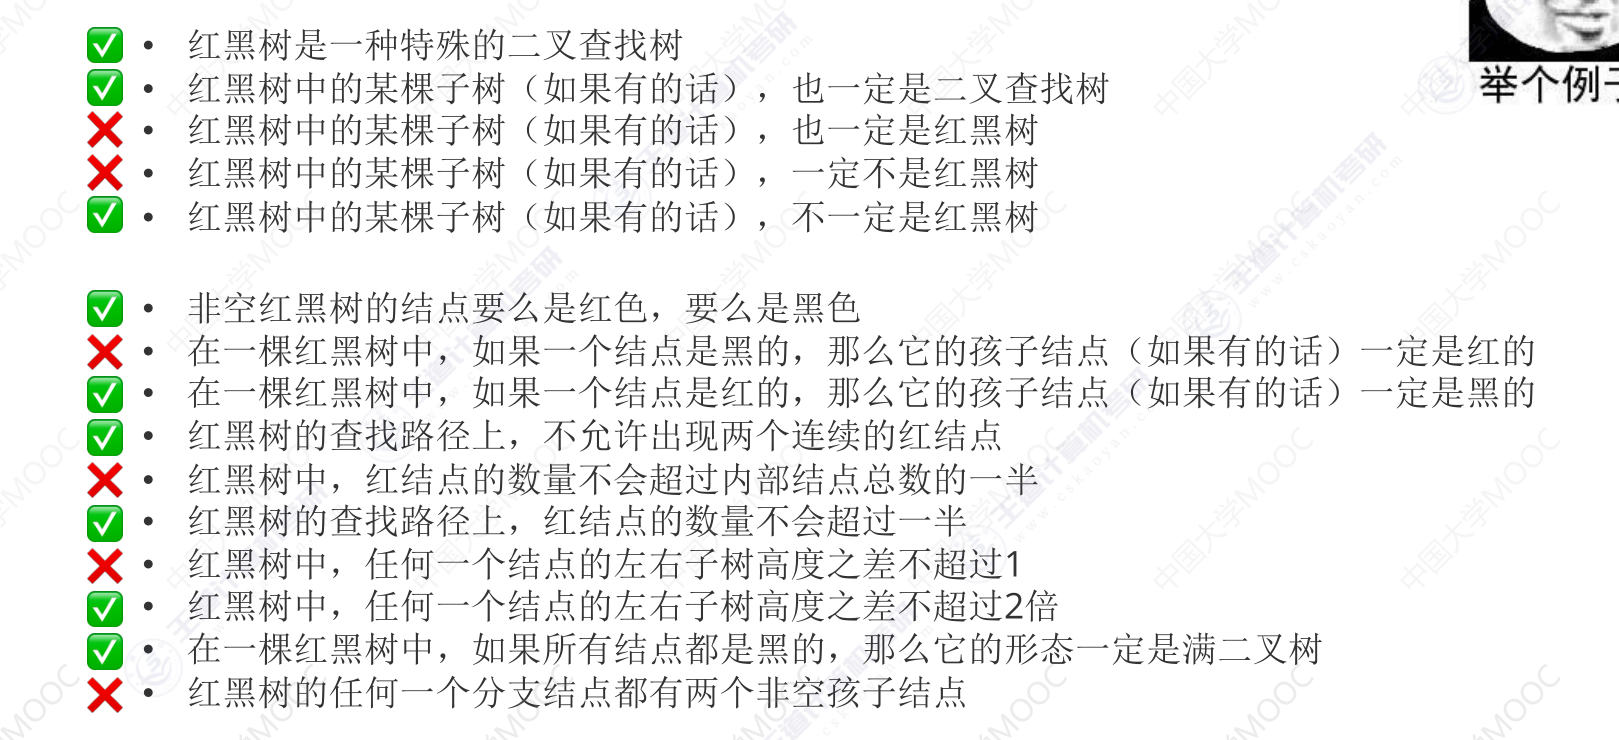 举个例子
✅ • 红黑树是一种特殊的二叉查找树
✅ • 红黑树中的某棵子树（如果有的话），也一定是二叉查找树
❌ • 红黑树中的某棵子树（如果有的话），也一定是红黑树
❌ • 红黑树中的某棵子树（如果有的话），一定不是红黑树
✅ • 红黑树中的某棵子树（如果有的话），不一定是红黑树
✅ • 非空红黑树的结点要么是红色，要么是黑色
❌ • 在一棵红黑树中，如果一个结点是黑的，那么它的孩子结点（如果有的话）一定是红的
✅ • 在一棵红黑树中，如果一个结点是红的，那么它的孩子结点（如果有的话）一定是黑的
✅ • 红黑树的查找路径上，不允许出现两个连续的红结点
❌ • 红黑树中，红结点的数量不会超过内部结点总数的一半
✅ • 红黑树的查找路径上，红结点的数量不会超过一半
❌ • 红黑树中，任何一个结点的左右子树高度之差不超过1
✅ • 红黑树中，任何一个结点的左右子树高度之差不超过2倍
✅ • 在一棵红黑树中，如果所有结点都是黑的，那么它的形态一定是满二叉树
❌ • 红黑树的任何一个分支结点都有两个非空孩子结点
中国大学MOOC
王道计算机考研
www.cskaoyan.com